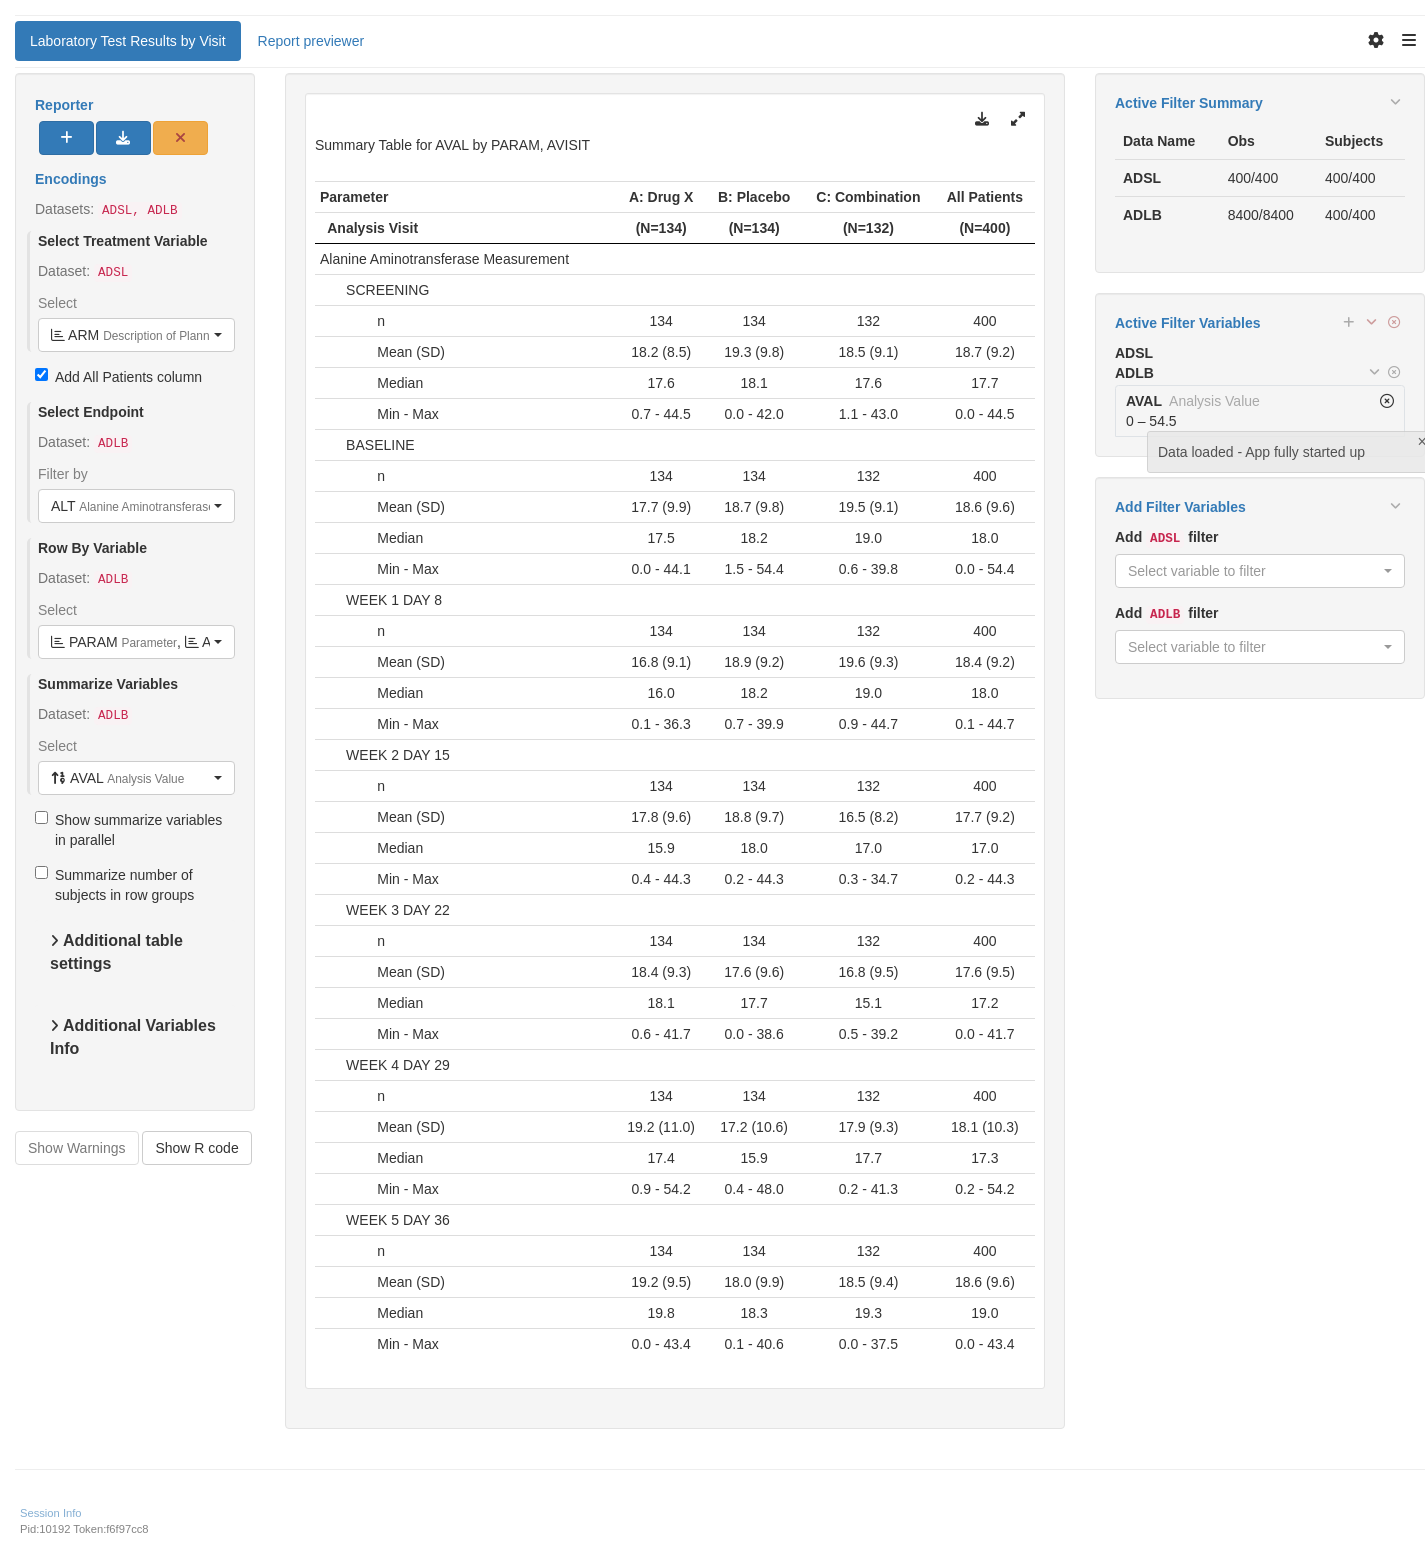 Laboratory Test Results by Visit
Report previewer
Reporter
Encodings
Datasets: ADSL, ADLB
Select Treatment Variable
Dataset: ADSL
Select
ARM Description of Plann
Add All Patients column
Select Endpoint
Dataset: ADLB
Filter by
ALT Alanine Aminotransferase
Row By Variable
Dataset: ADLB
Select
PARAM Parameter, A
Summarize Variables
Dataset: ADLB
Select
AVAL Analysis Value
Show summarize variables
in parallel
Summarize number of
subjects in row groups
Additional table
settings
Additional Variables
Info
Show Warnings Show R code
Summary Table for AVAL by PARAM, AVISIT
Parameter A: Drug X B: Placebo C: Combination All Patients
Analysis Visit (N=134) (N=134) (N=132) (N=400)
Alanine Aminotransferase Measurement
SCREENING
n 134 134 132 400
Mean (SD) 18.2 (8.5) 19.3 (9.8) 18.5 (9.1) 18.7 (9.2)
Median 17.6 18.1 17.6 17.7
Min - Max 0.7 - 44.5 0.0 - 42.0 1.1 - 43.0 0.0 - 44.5
BASELINE
n 134 134 132 400
Mean (SD) 17.7 (9.9) 18.7 (9.8) 19.5 (9.1) 18.6 (9.6)
Median 17.5 18.2 19.0 18.0
Min - Max 0.0 - 44.1 1.5 - 54.4 0.6 - 39.8 0.0 - 54.4
WEEK 1 DAY 8
n 134 134 132 400
Mean (SD) 16.8 (9.1) 18.9 (9.2) 19.6 (9.3) 18.4 (9.2)
Median 16.0 18.2 19.0 18.0
Min - Max 0.1 - 36.3 0.7 - 39.9 0.9 - 44.7 0.1 - 44.7
WEEK 2 DAY 15
n 134 134 132 400
Mean (SD) 17.8 (9.6) 18.8 (9.7) 16.5 (8.2) 17.7 (9.2)
Median 15.9 18.0 17.0 17.0
Min - Max 0.4 - 44.3 0.2 - 44.3 0.3 - 34.7 0.2 - 44.3
WEEK 3 DAY 22
n 134 134 132 400
Mean (SD) 18.4 (9.3) 17.6 (9.6) 16.8 (9.5) 17.6 (9.5)
Median 18.1 17.7 15.1 17.2
Min - Max 0.6 - 41.7 0.0 - 38.6 0.5 - 39.2 0.0 - 41.7
WEEK 4 DAY 29
n 134 134 132 400
Mean (SD) 19.2 (11.0) 17.2 (10.6) 17.9 (9.3) 18.1 (10.3)
Median 17.4 15.9 17.7 17.3
Min - Max 0.9 - 54.2 0.4 - 48.0 0.2 - 41.3 0.2 - 54.2
WEEK 5 DAY 36
n 134 134 132 400
Mean (SD) 19.2 (9.5) 18.0 (9.9) 18.5 (9.4) 18.6 (9.6)
Median 19.8 18.3 19.3 19.0
Min - Max 0.0 - 43.4 0.1 - 40.6 0.0 - 37.5 0.0 - 43.4
Active Filter Summary
Data Name Obs Subjects
ADSL 400/400 400/400
ADLB 8400/8400 400/400
Active Filter Variables
ADSL
ADLB
AVAL Analysis Value
0 – 54.5
Data loaded - App fully started up
Add Filter Variables
Add ADSL filter
Select variable to filter
Add ADLB filter
Select variable to filter
Session Info
Pid:10192 Token:f6f97cc8